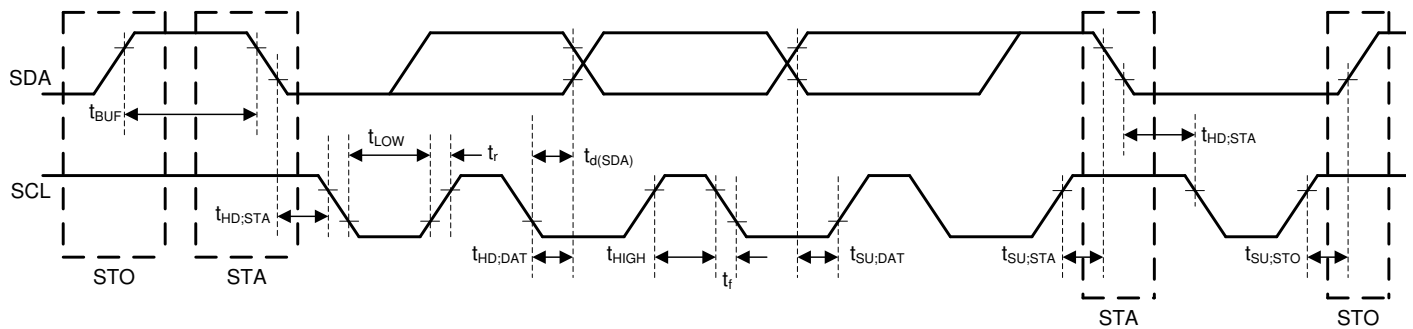 SDA
t_BUF
t_LOW
t_r
t_d(SDA)
t_HD;STA
SCL
t_HD;STA
t_HD;DAT
t_HIGH
t_f
t_SU;DAT
t_SU;STA
t_SU;STO
STO
STA
STA
STO